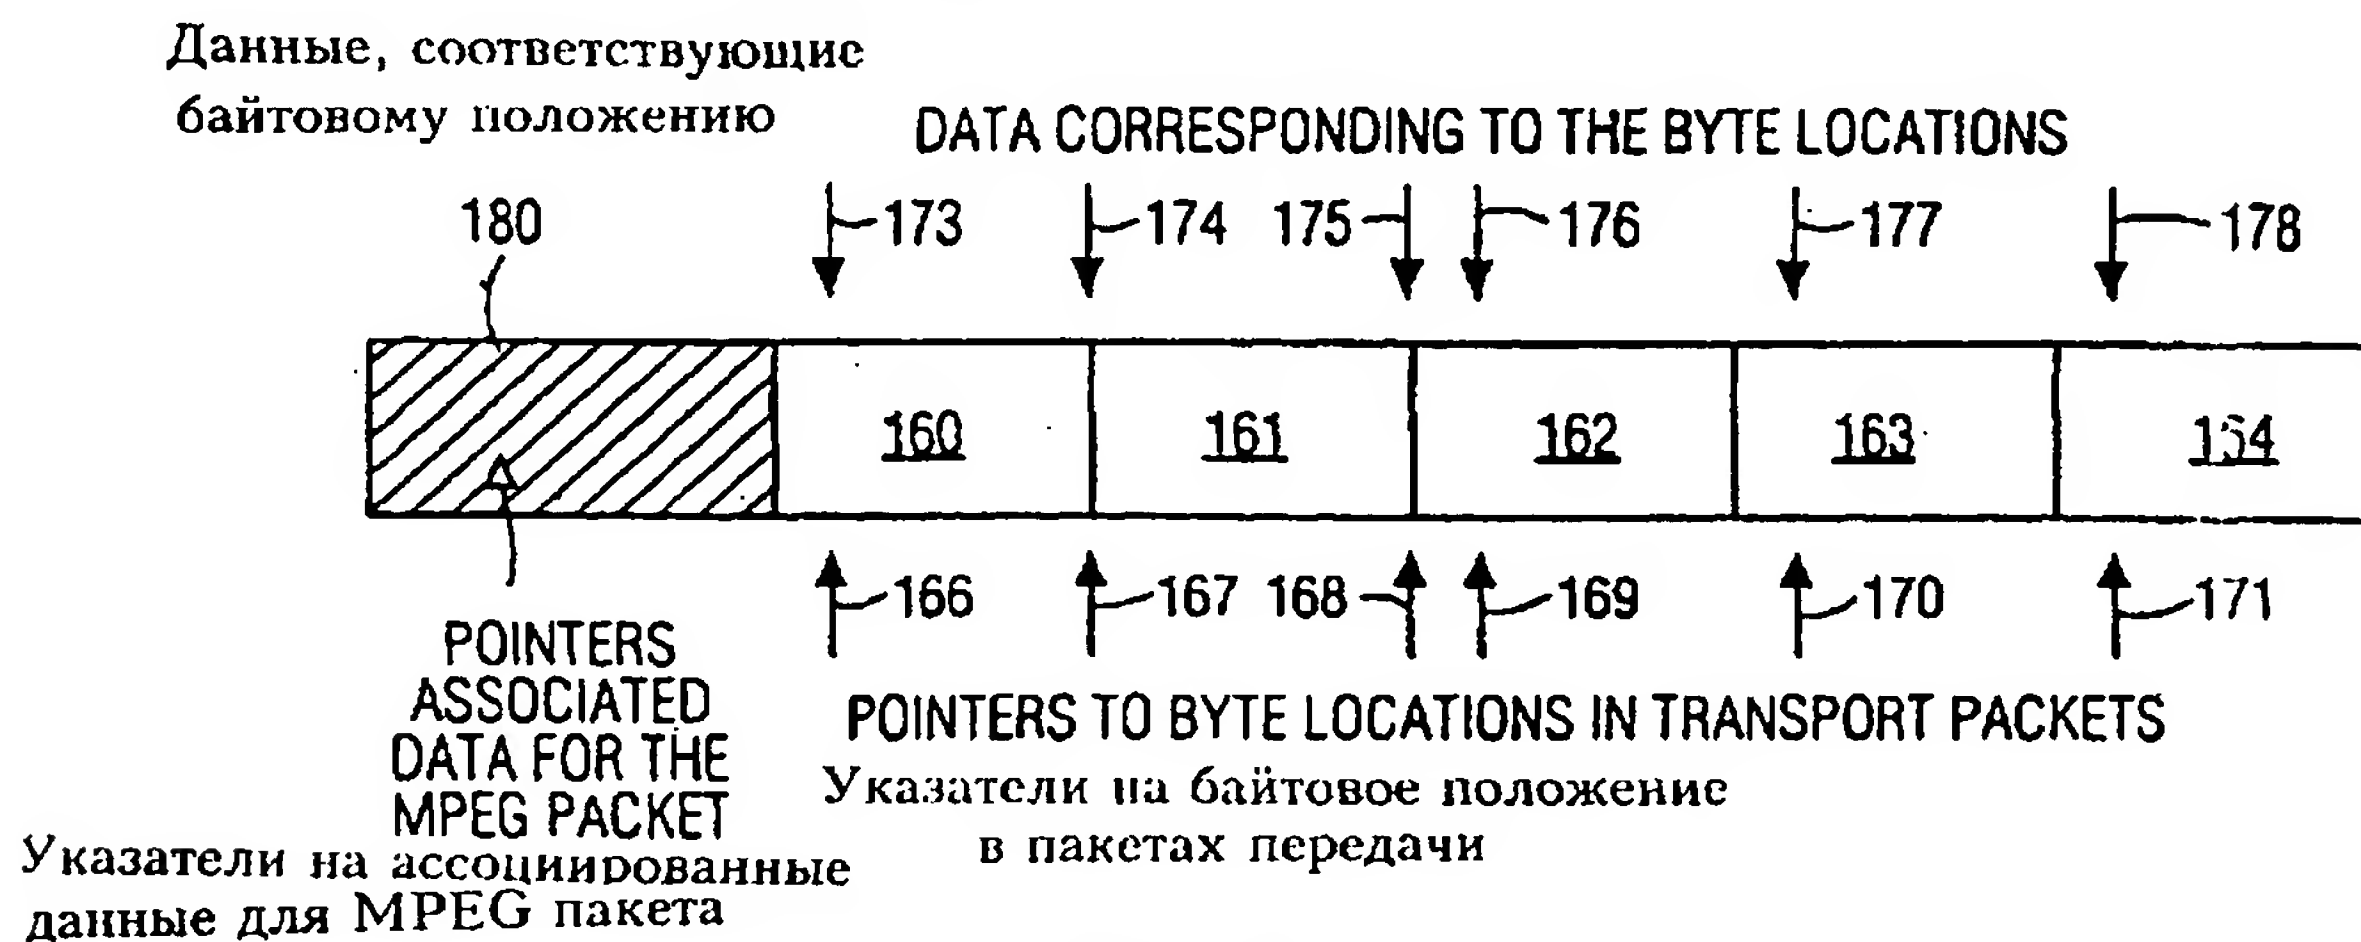 Данные, соответствующие
байтовому положению
DATA CORRESPONDING TO THE BYTE LOCATIONS
180 173 174 175 176 177 178
160 161 162 163 164
166 167 168 169 170 171
POINTERS
ASSOCIATED
DATA FOR THE
MPEG PACKET
POINTERS TO BYTE LOCATIONS IN TRANSPORT PACKETS
Указатели на байтовое положение
в пакетах передачи
Указатели на ассоциированные
данные для MPEG пакета